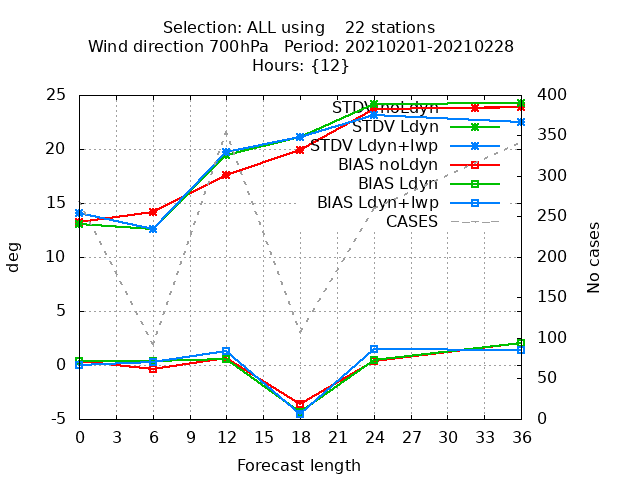 Selection: ALL using 22 stations
Wind direction 700hPa Period: 20210201-20210228
Hours: {12}
25
20
15
10
5
0
-5
400
350
300
250
200
150
100
50
0
deg
No cases
STDV noLdyn
STDV Ldyn
STDV Ldyn+lwp
BIAS noLdyn
BIAS Ldyn
BIAS Ldyn+lwp
CASES
0 3 6 9 12 15 18 21 24 27 30 33 36
Forecast length